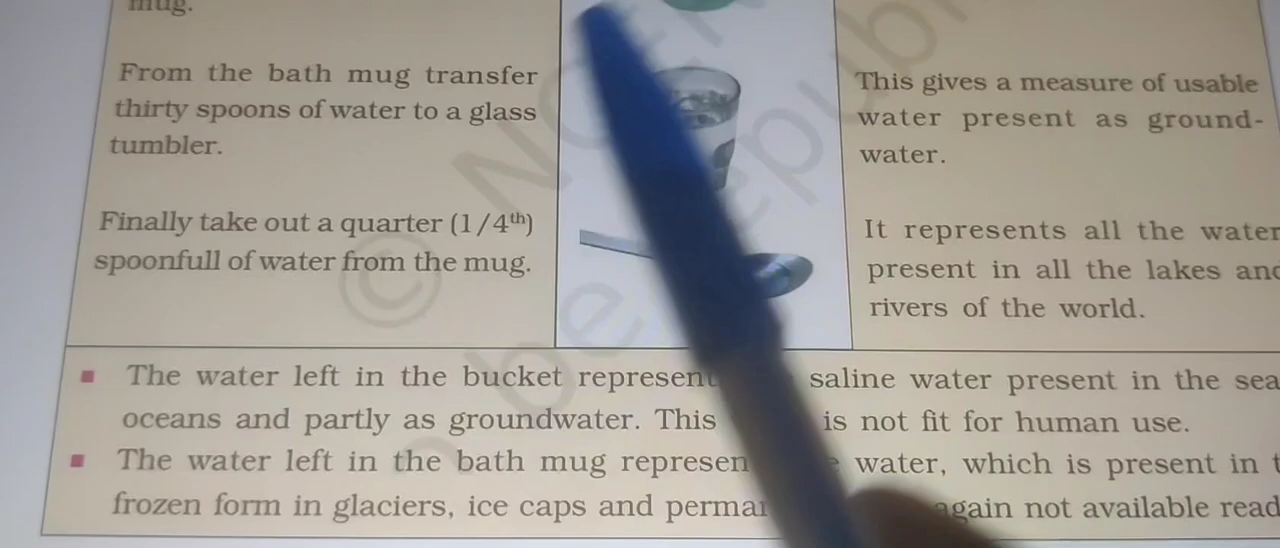 mug.
From the bath mug transfer
thirty spoons of water to a glass
tumbler.
This gives a measure of usable
water present as ground-
water.
Finally take out a quarter (1/4th)
spoonfull of water from the mug.
It represents all the water
present in all the lakes and
rivers of the world.
The water left in the bucket represent saline water present in the sea
oceans and partly as groundwater. This is not fit for human use.
The water left in the bath mug represen water, which is present in
frozen form in glaciers, ice caps and again not available
© NCER
be republ